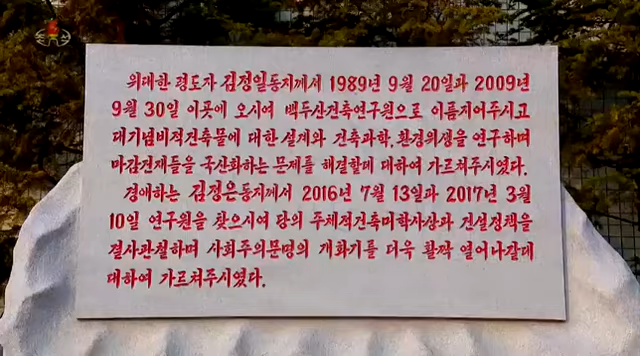 위대한 령도자 김정일동지께서 1989년 9월 20일과 2009년
9월 30일 이곳에 오시여 백두산건축연구원으로 이름지어주시고
대기념비적건축물에 대한 설계와 건축과학, 환경위생을 연구하며
마감건재들을 국산화하는 문제를 해결할데 대하여 가르쳐주시였다.
경애하는 김정은동지께서 2016년 7월 13일과 2017년 3월
10일 연구원을 찾으시여 당의 주체적건축미학사상과 건설정책을
결사관철하며 사회주의문명의 개화기를 더욱 활짝 열어나갈데
대하여 가르쳐주시였다.